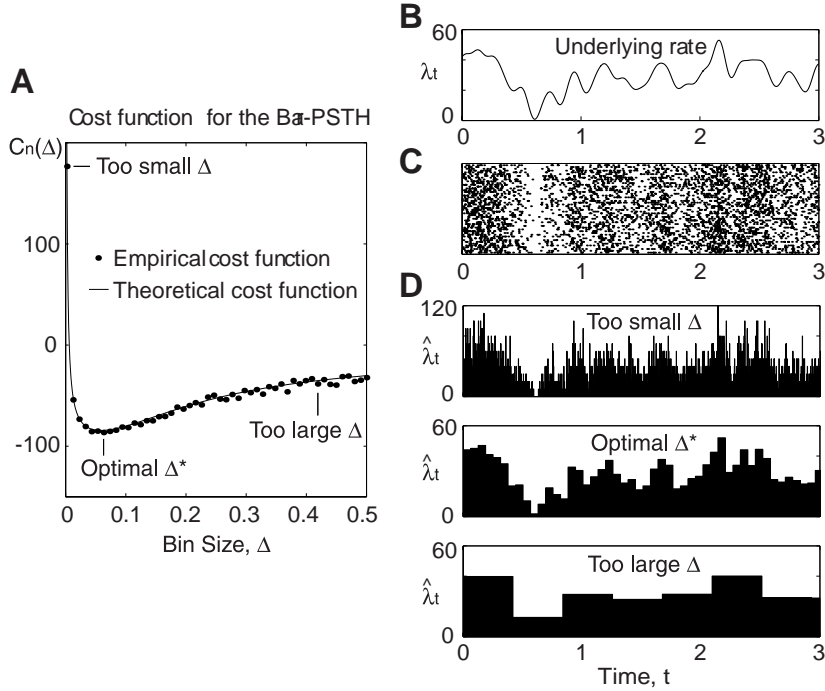 A
Cost function for the Bar-PSTH
Cn(Δ)
Too small Δ
100
Empirical cost function
Theoretical cost function
0
Too large Δ
-100
Optimal Δ*
0 0.1 0.2 0.3 0.4 0.5
Bin Size, Δ
B
60
Underlying rate
λt
0
0 1 2 3
C
0 1 2 3
D
120
Too small Δ
λ̂t
0
60
Optimal Δ*
λ̂t
0
60
Too large Δ
λ̂t
0
0 1 2 3
Time, t